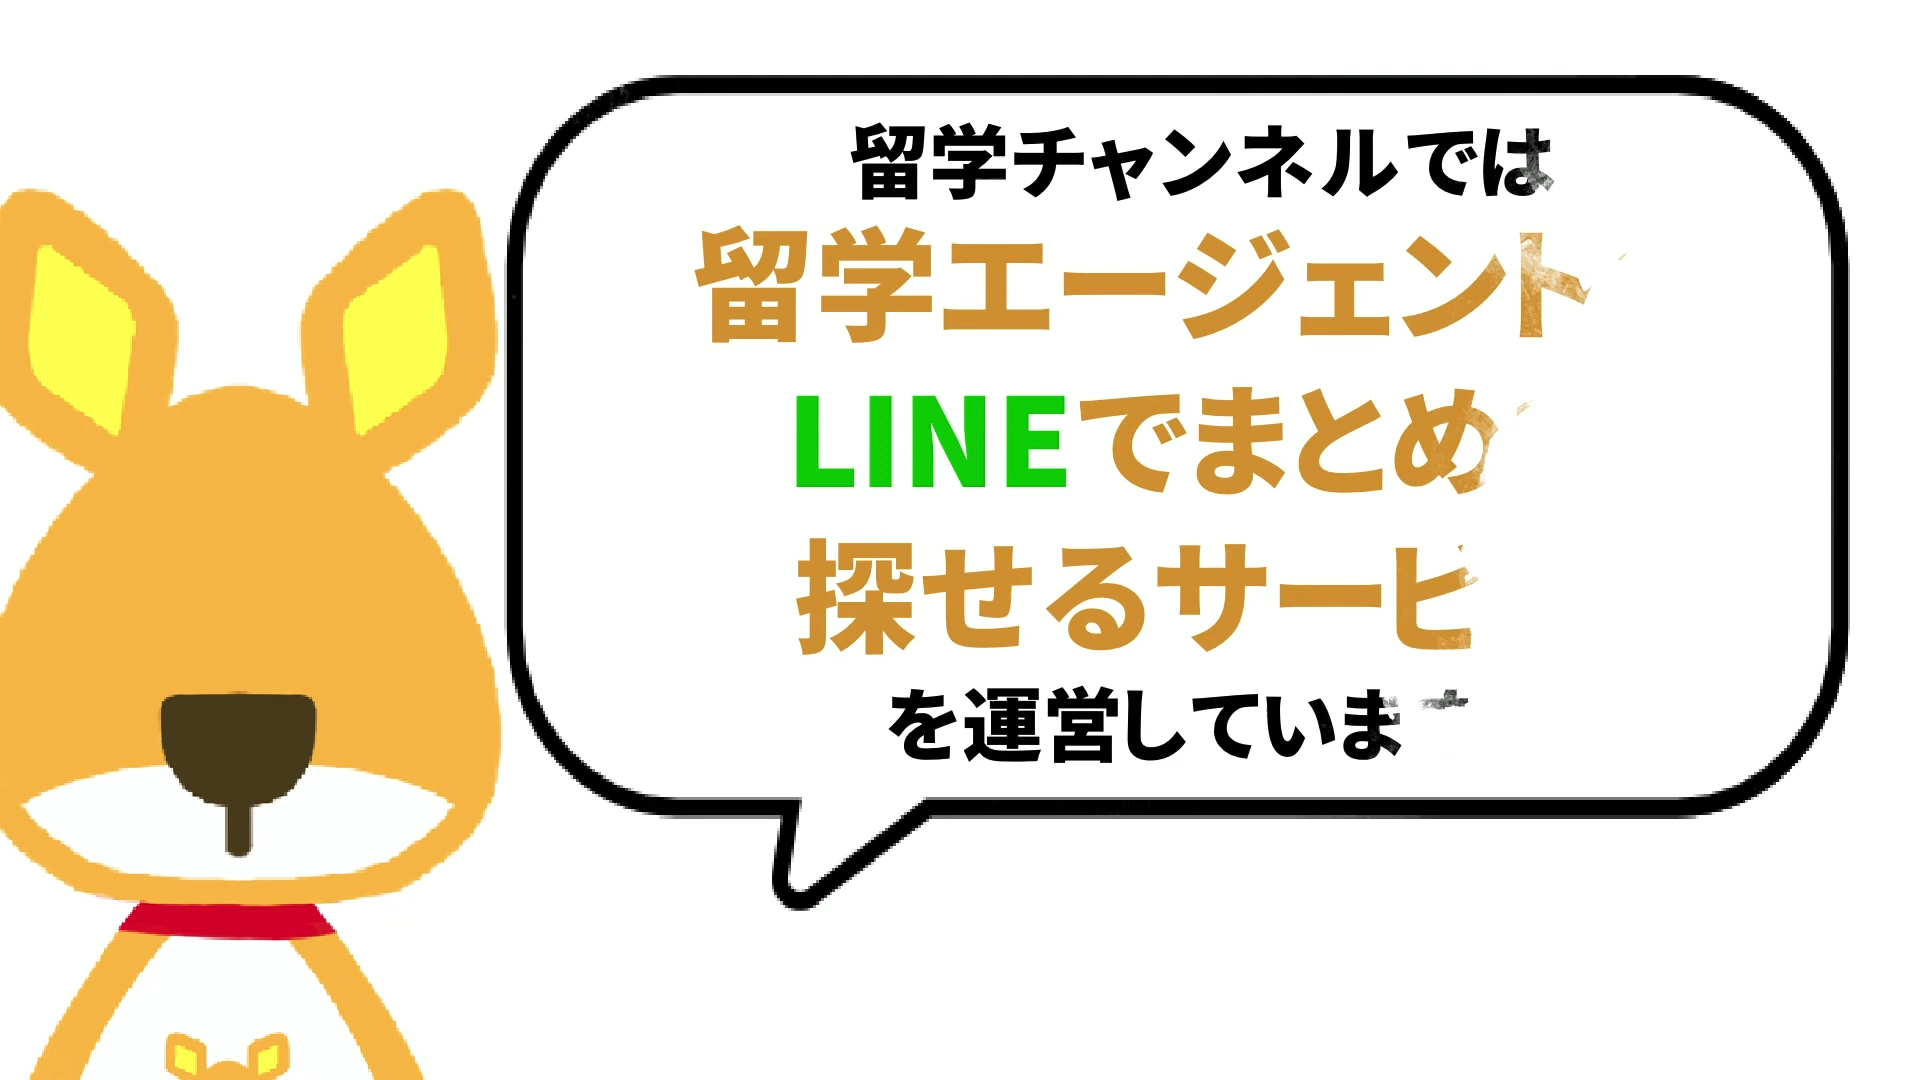 留学チャンネルでは
留学エージェント
LINEでまとめ
探せるサービ
を運営していま